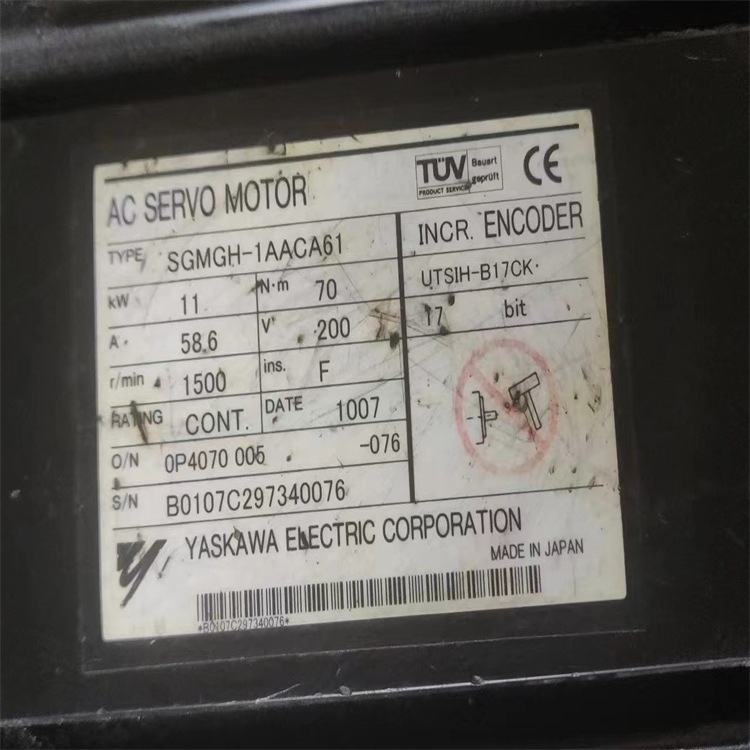 AC SERVO MOTOR
TÜV Bauart geprüft
PRODUCT SERVICE
CE
TYPE SGMGH-1AACA61
INCR. ENCODER
kW 11 N·m 70
UTSIH-B17CK
A 58.6 V 200
17 bit
r/min 1500 ins. F
RATING CONT. DATE 1007
O/N 0P4070 005 -076
S/N B0107C297340076
YASKAWA ELECTRIC CORPORATION
MADE IN JAPAN
*B0107C297340076*